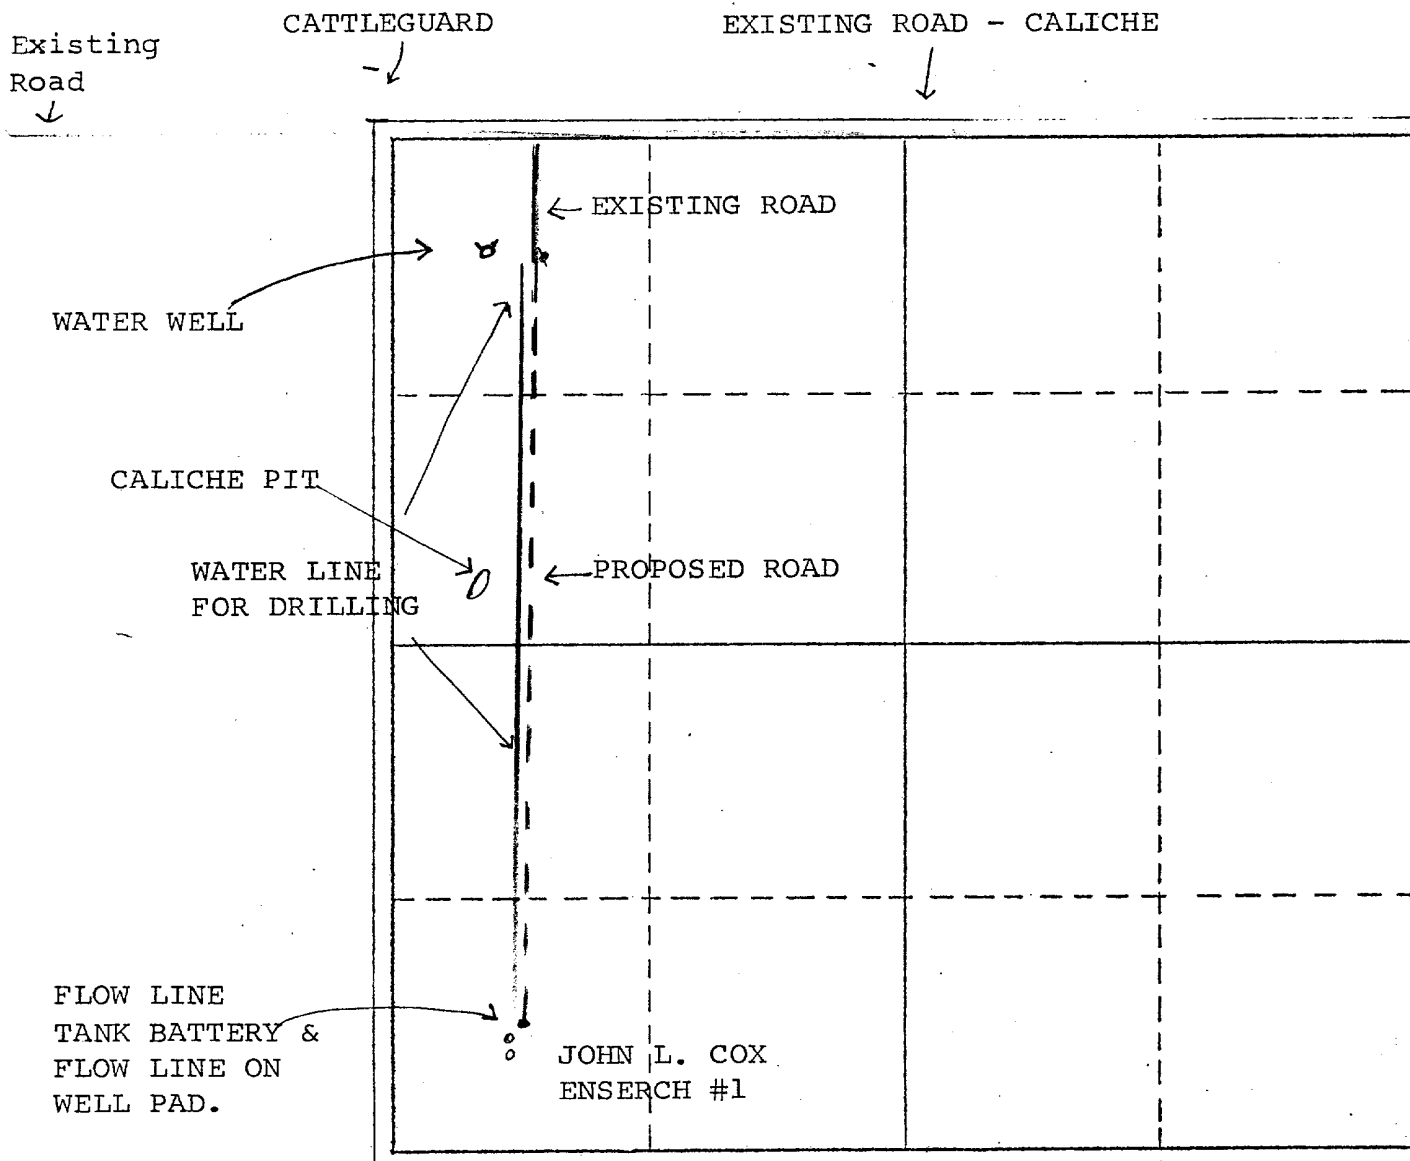 CATTLEGUARD
EXISTING ROAD - CALICHE
Existing
Road
EXISTING ROAD
WATER WELL
CALICHE PIT
WATER LINE
FOR DRILLING
PROPOSED ROAD
FLOW LINE
TANK BATTERY &
FLOW LINE ON
WELL PAD.
JOHN L. COX
ENSERCH #1